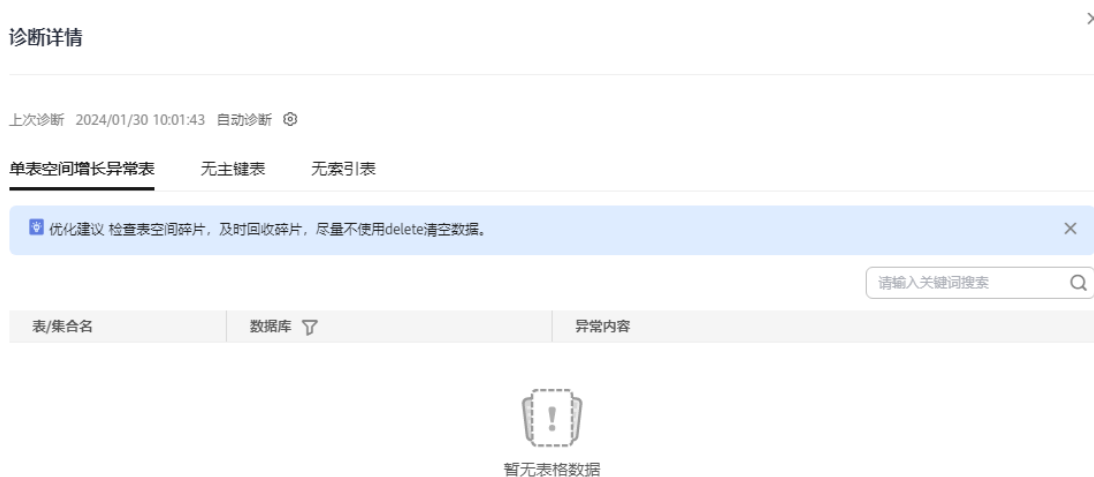 诊断详情
上次诊断 2024/01/30 10:01:43 自动诊断
单表空间增长异常表 无主键表 无索引表
优化建议 检查表空间碎片，及时回收碎片，尽量不使用delete清空数据。
请输入关键词搜索
表/集合名 数据库 异常内容
暂无表格数据